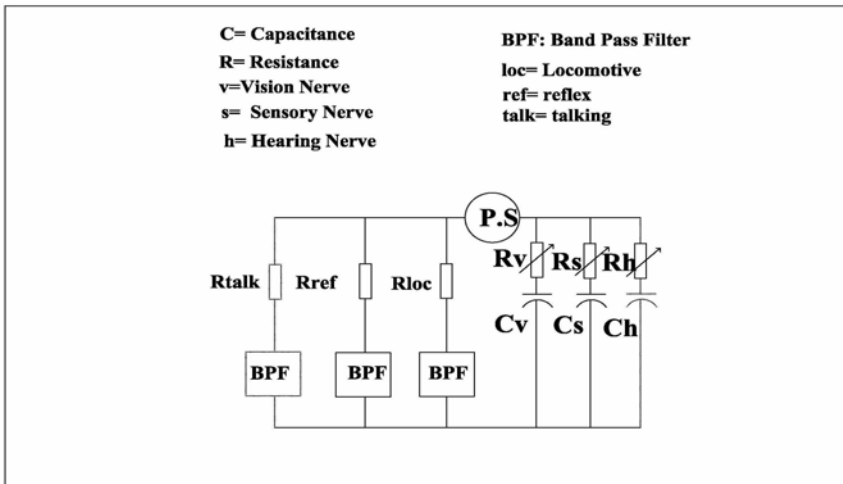 C= Capacitance
R= Resistance
v=Vision Nerve
s= Sensory Nerve
h= Hearing Nerve
BPF: Band Pass Filter
loc= Locomotive
ref= reflex
talk= talking
P.S
Rv Rs Rh
Rtalk Rref Rloc
Cv Cs Ch
BPF BPF BPF